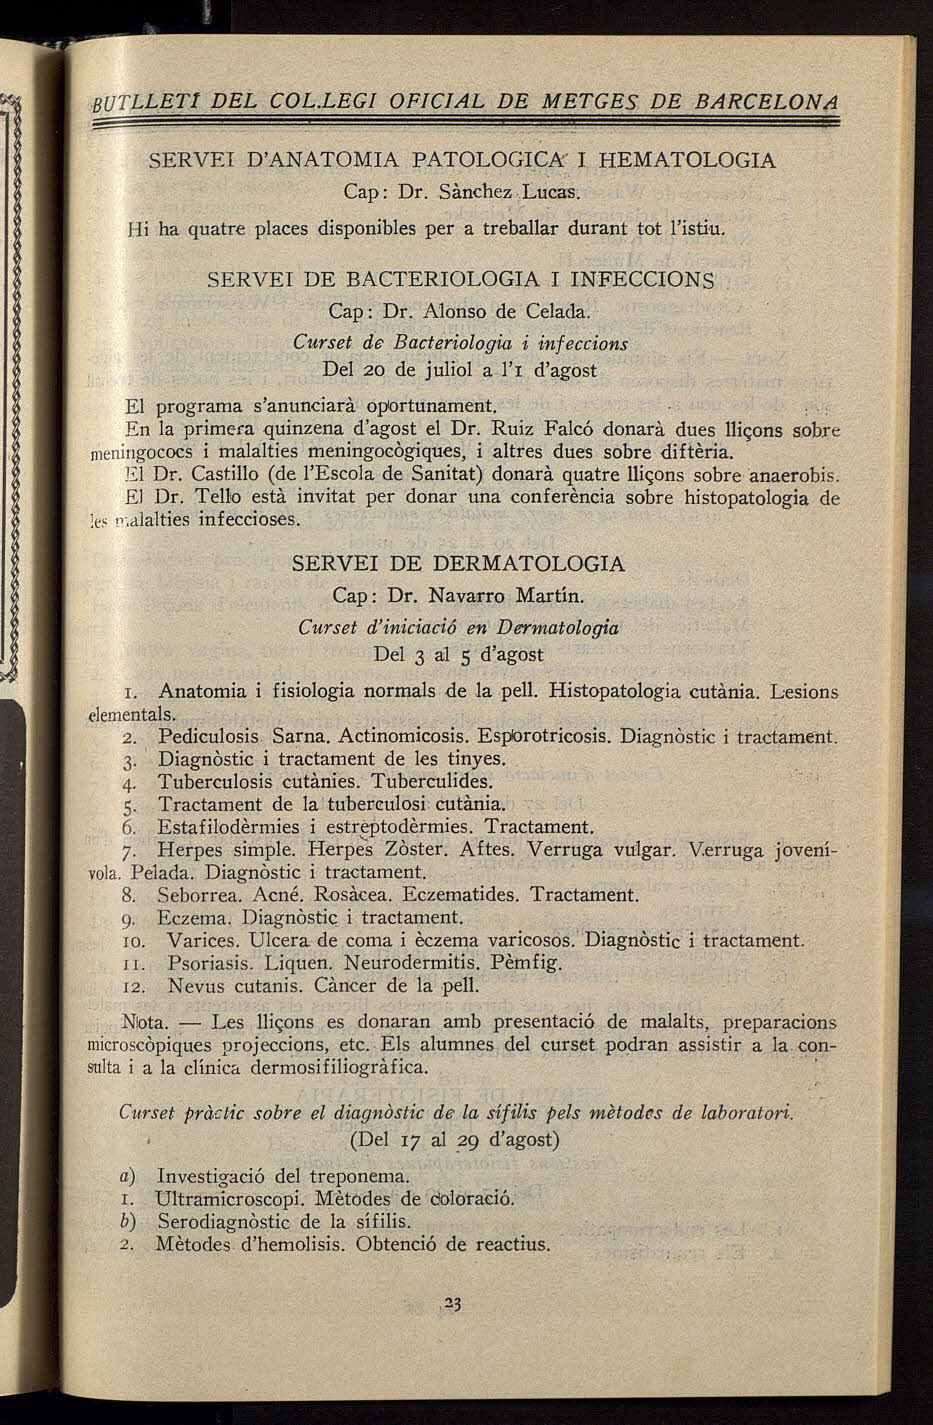 BUTLLETÍ DEL COL.LEGI OFICIAL DE METGES DE BARCELONA
SERVEI D'ANATOMIA PATOLOGICA I HEMATOLOGIA
Cap: Dr. Sànchez Lucas.
Hi ha quatre places disponibles per a treballar durant tot l'istiu.
SERVEI DE BACTERIOLOGIA I INFECCIONS
Cap: Dr. Alonso de Celada.
Curset de Bacteriologia i infeccions
Del 20 de juliol a l'1 d'agost
El programa s'anunciarà oportunament.
En la primera quinzena d'agost el Dr. Ruiz Falcó donarà dues lliçons sobre
meningococs i malalties meningocògiques, i altres dues sobre diftèria.
El Dr. Castillo (de l'Escola de Sanitat) donarà quatre lliçons sobre anaerobis.
El Dr. Tello està invitat per donar una conferència sobre histopatologia de
les malalties infeccioses.
SERVEI DE DERMATOLOGIA
Cap: Dr. Navarro Martín.
Curset d'iniciació en Dermatologia
Del 3 al 5 d'agost
1. Anatomia i fisiologia normals de la pell. Histopatologia cutània. Lesions
elementals.
2. Pediculosis. Sarna. Actinomicosis. Esporotricosis. Diagnòstic i tractament.
3. Diagnòstic i tractament de les tinyes.
4. Tuberculosis cutànies. Tuberculides.
5. Tractament de la tuberculosi cutània.
6. Estafilodèrmies i estreptodèrmies. Tractament.
7. Herpes simple. Herpes Zòster. Aftes. Verruga vulgar. Verruga jovení-
vola. Pelada. Diagnòstic i tractament.
8. Seborrea. Acné. Rosàcea. Eczematides. Tractament.
9. Eczema. Diagnòstic i tractament.
10. Varices. Ulcera de coma i èczema varicosos. Diagnòstic i tractament.
11. Psoriasis. Liquen. Neurodermitis. Pèmfig.
12. Nevus cutanis. Càncer de la pell.
Nota. — Les lliçons es donaran amb presentació de malalts, preparacions
microscòpiques projeccions, etc. Els alumnes del curset podran assistir a la con-
sulta i a la clínica dermosifiliogràfica.
Curset pràctic sobre el diagnòstic de la sífilis pels mètodes de laboratori.
(Del 17 al 29 d'agost)
a) Investigació del treponema.
1. Ultramicroscopi. Mètodes de coloració.
b) Serodiagnòstic de la sífilis.
2. Mètodes d'hemolisis. Obtenció de reactius.
23